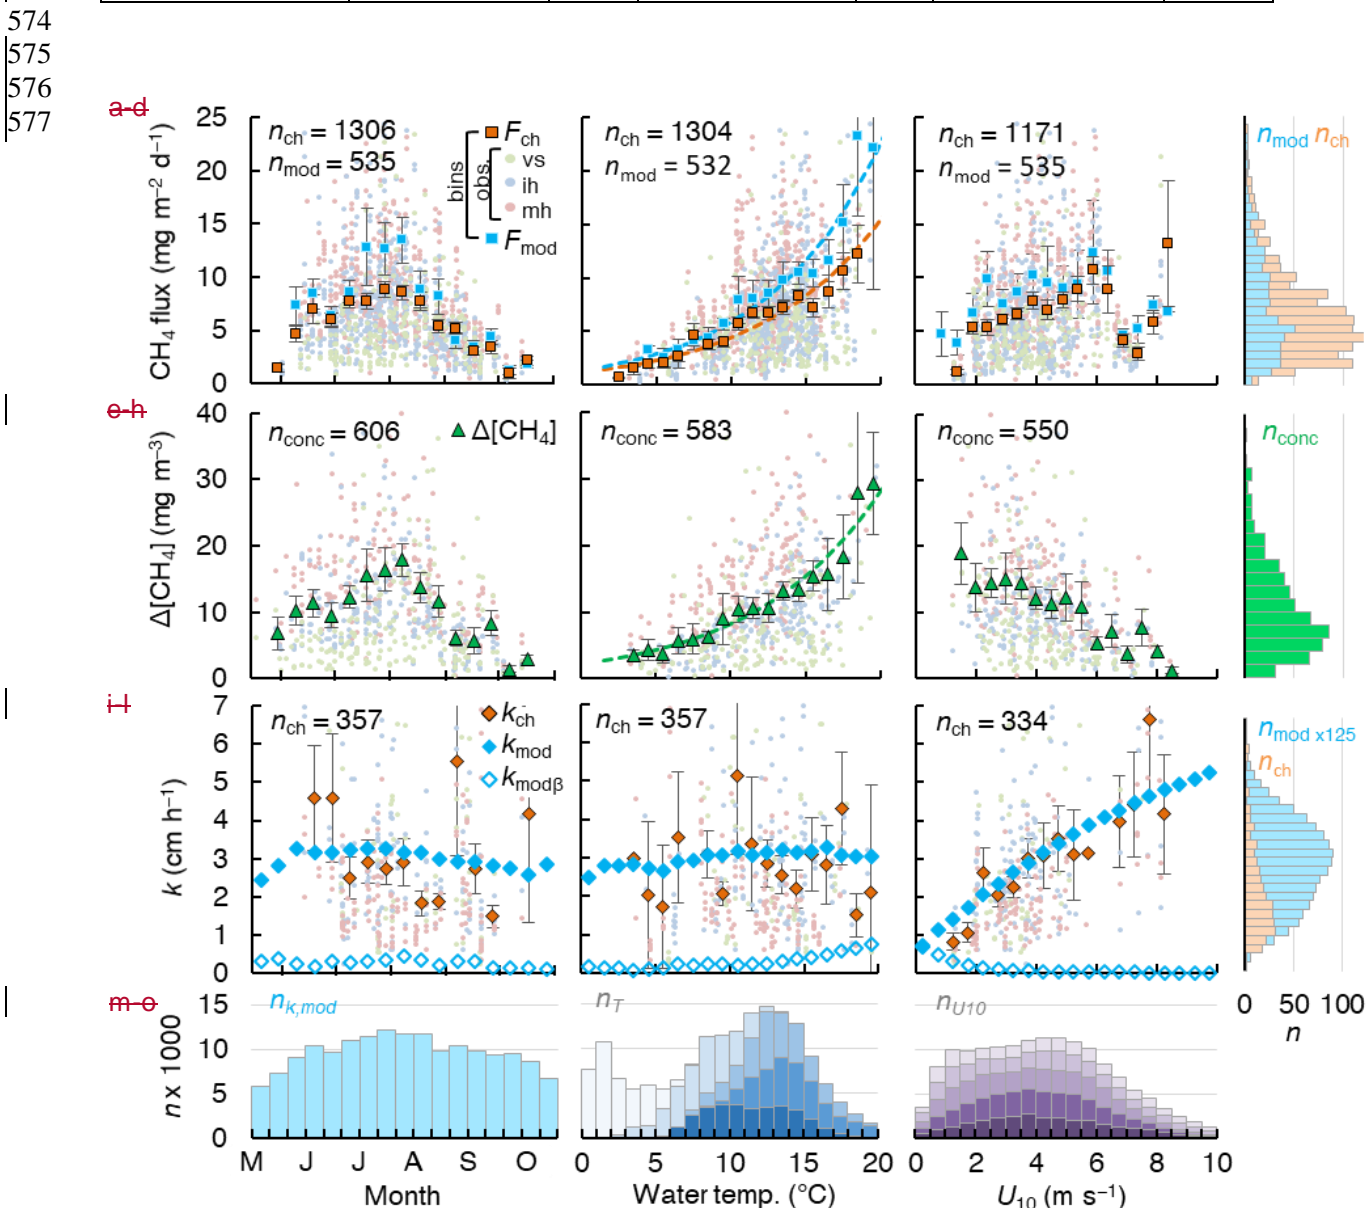 574
575
576
577
a-d
CH₄ flux (mg m⁻² d⁻¹)
25
20
15
10
5
0
n_ch = 1306
n_mod = 535
bins
obs.
F_ch
vs
ih
mh
F_mod
n_ch = 1304
n_mod = 532
n_ch = 1171
n_mod = 535
n_mod n_ch
e-h
Δ[CH₄] (mg m⁻³)
40
30
20
10
0
n_conc = 606
Δ[CH₄]
n_conc = 583
n_conc = 550
n_conc
i-l
k (cm h⁻¹)
7
6
5
4
3
2
1
0
n_ch = 357
k_ch
k_mod
k_modβ
n_ch = 357
n_ch = 334
n_mod x125
n_ch
0 50 100
n
m-o
n x 1000
15
10
5
0
n_k,mod
n_T
n_U10
M J J A S O
Month
0 5 10 15 20
Water temp. (°C)
0 2 4 6 8 10
U₁₀ (m s⁻¹)